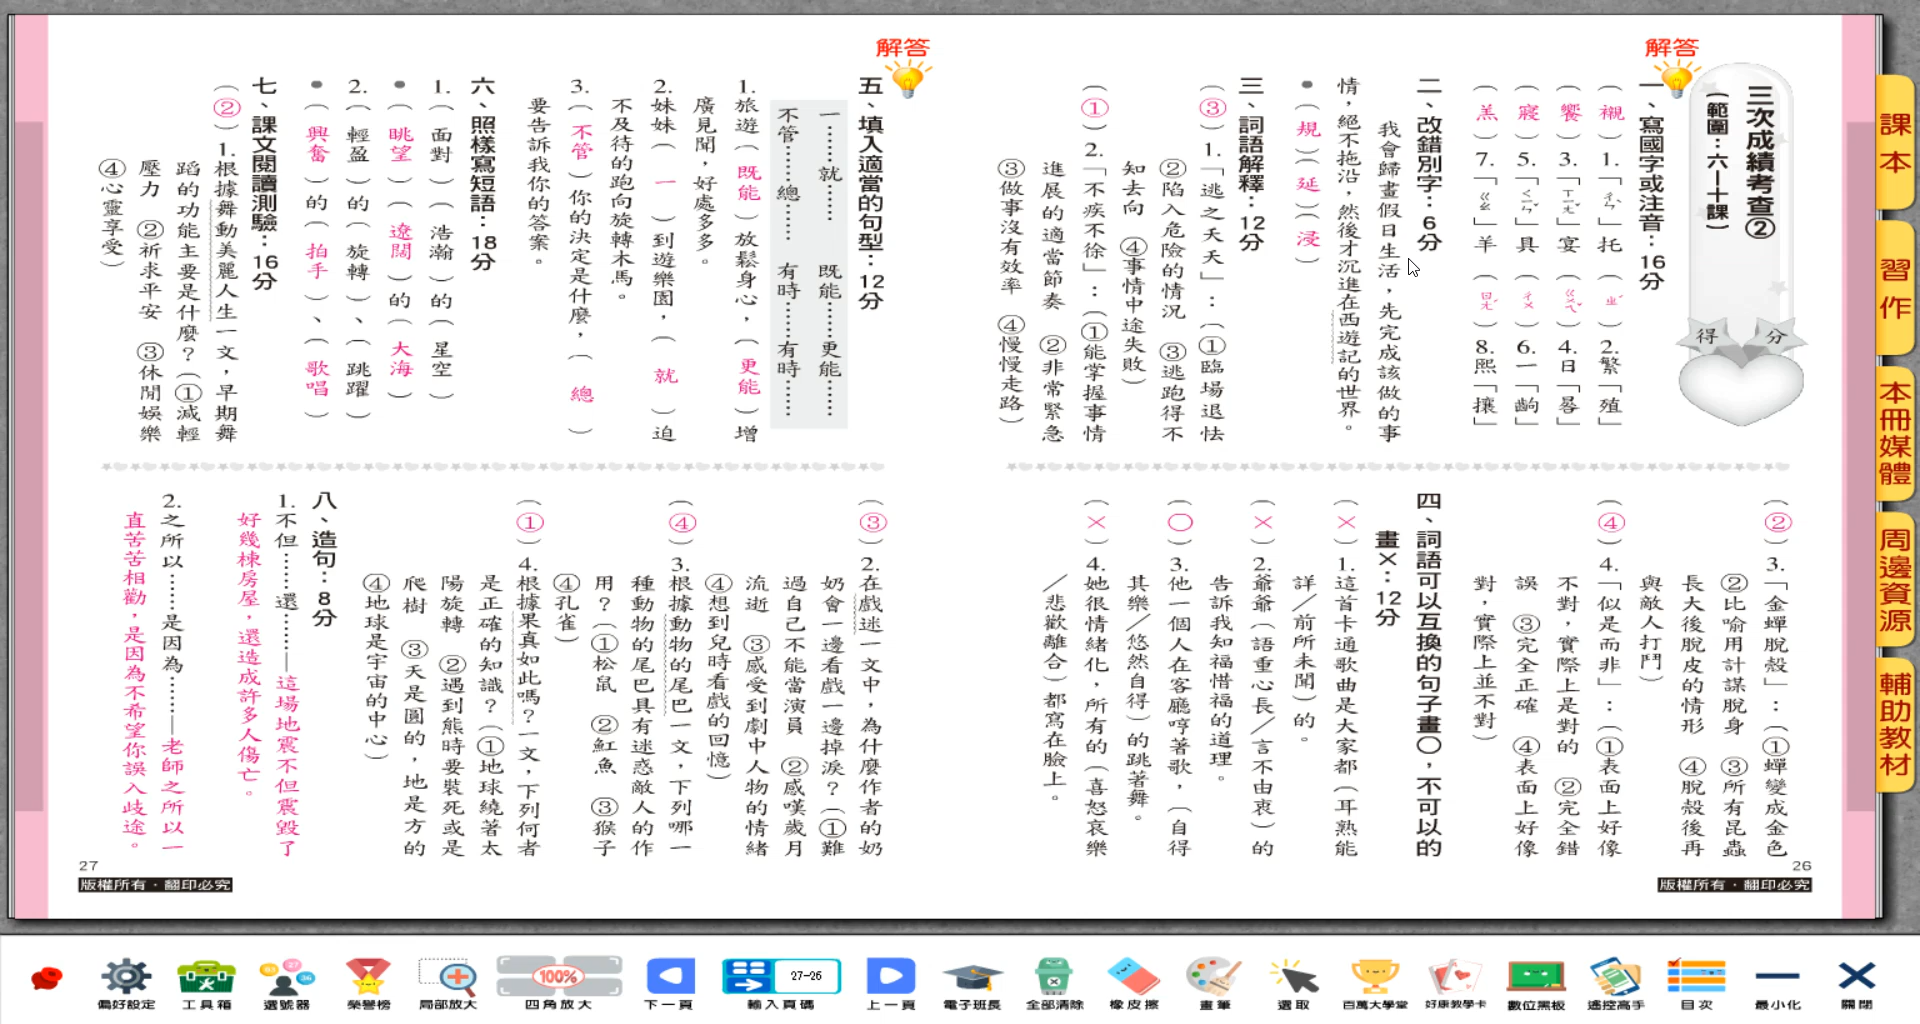 三次成績考查②
（範圍：六—十課）
得 分
解答
一、寫國字或注音：16分
（襯）1.「ㄔㄣˋ」托（ㄓˊ）2.繁「殖」
（饗）3.「ㄒㄧㄤˇ」宴（ㄍㄨㄟˇ）4.日「晷」
（寢）5.「ㄑㄧㄣˇ」具（ㄔㄨ）6.一「齣」
（羔）7.「ㄍㄠ」羊（ㄖㄤˇ）8.熙「攘」
二、改錯別字：6分
我會歸畫假日生活，先完成該做的事
情，絕不拖沿，然後才沉進在西遊記的世界。
●（規）（延）（浸）
三、詞語解釋：12分
（③）1.「逃之夭夭」：（①臨場退怯
②陷入危險的情況 ③逃跑得不
知去向 ④事情中途失敗）
（①）2.「不疾不徐」：（①能掌握事情
進展的適當節奏 ②非常緊急
③做事沒有效率 ④慢慢走路）
（②）3.「金蟬脫殼」：（①蟬變成金色
②比喻用計謀脫身 ③所有昆蟲
長大後脫皮的情形 ④脫殼後再
與敵人打鬥）
（④）4.「似是而非」：（①表面上好像
不對，實際上是對的 ②完全錯
誤 ③完全正確 ④表面上好像
對，實際上並不對）
四、詞語可以互換的句子畫○，不可以的
畫×：12分
（×）1.這首卡通歌曲是大家都（耳熟能
詳／前所未聞）的。
（×）2.爺爺（語重心長／言不由衷）的
告訴我知福惜福的道理。
（○）3.他一個人在客廳哼著歌，（自得
其樂／悠然自得）的跳著舞。
（×）4.她很情緒化，所有的（喜怒哀樂
／悲歡離合）都寫在臉上。
26
版權所有・翻印必究
解答
五、填入適當的句型：12分
一……就…… 既能……更能……
不管……總…… 有時……有時……
1.旅遊（既能）放鬆身心，（更能）增
廣見聞，好處多多。
2.妹妹（一）到遊樂園，（就）迫
不及待的跑向旋轉木馬。
3.（不管）你的決定是什麼，（總）
要告訴我你的答案。
六、照樣寫短語：18分
1.（面對）（浩瀚）的（星空）
●（眺望）（遼闊）的（大海）
2.（輕盈）的（旋轉）、（跳躍）
●（興奮）的（拍手）、（歌唱）
七、課文閱讀測驗：16分
（②）1.根據舞動美麗人生一文，早期舞
蹈的功能主要是什麼？（①減輕
壓力 ②祈求平安 ③休閒娛樂
④心靈享受）
（③）2.在戲迷一文中，為什麼作者的奶
奶會一邊看戲一邊掉淚？（①難
過自己不能當演員 ②感嘆歲月
流逝 ③感受到劇中人物的情緒
④想到兒時看戲的回憶）
（④）3.根據動物的尾巴一文，下列哪一
種動物的尾巴具有迷惑敵人的作
用？（①松鼠 ②魟魚 ③猴子
④孔雀）
（①）4.根據果真如此嗎？一文，下列何者
是正確的知識？（①地球繞著太
陽旋轉 ②遇到熊時要裝死或是
爬樹 ③天是圓的，地是方的
④地球是宇宙的中心）
八、造句：8分
1.不但……還……—這場地震不但震毀了
好幾棟房屋，還造成許多人傷亡。
2.之所以……是因為……—老師之所以一
直苦苦相勸，是因為不希望你誤入歧途。
27
版權所有・翻印必究
課本
習作
本冊媒體
周邊資源
輔助教材
偏好設定
工具箱
選號器
榮譽榜
局部放大
100%
四角放大
下一頁
27-26
輸入頁碼
上一頁
電子班長
全部清除
橡皮擦
畫筆
選取
百萬大學堂
好康教學卡
數位黑板
遙控高手
目次
最小化
關閉